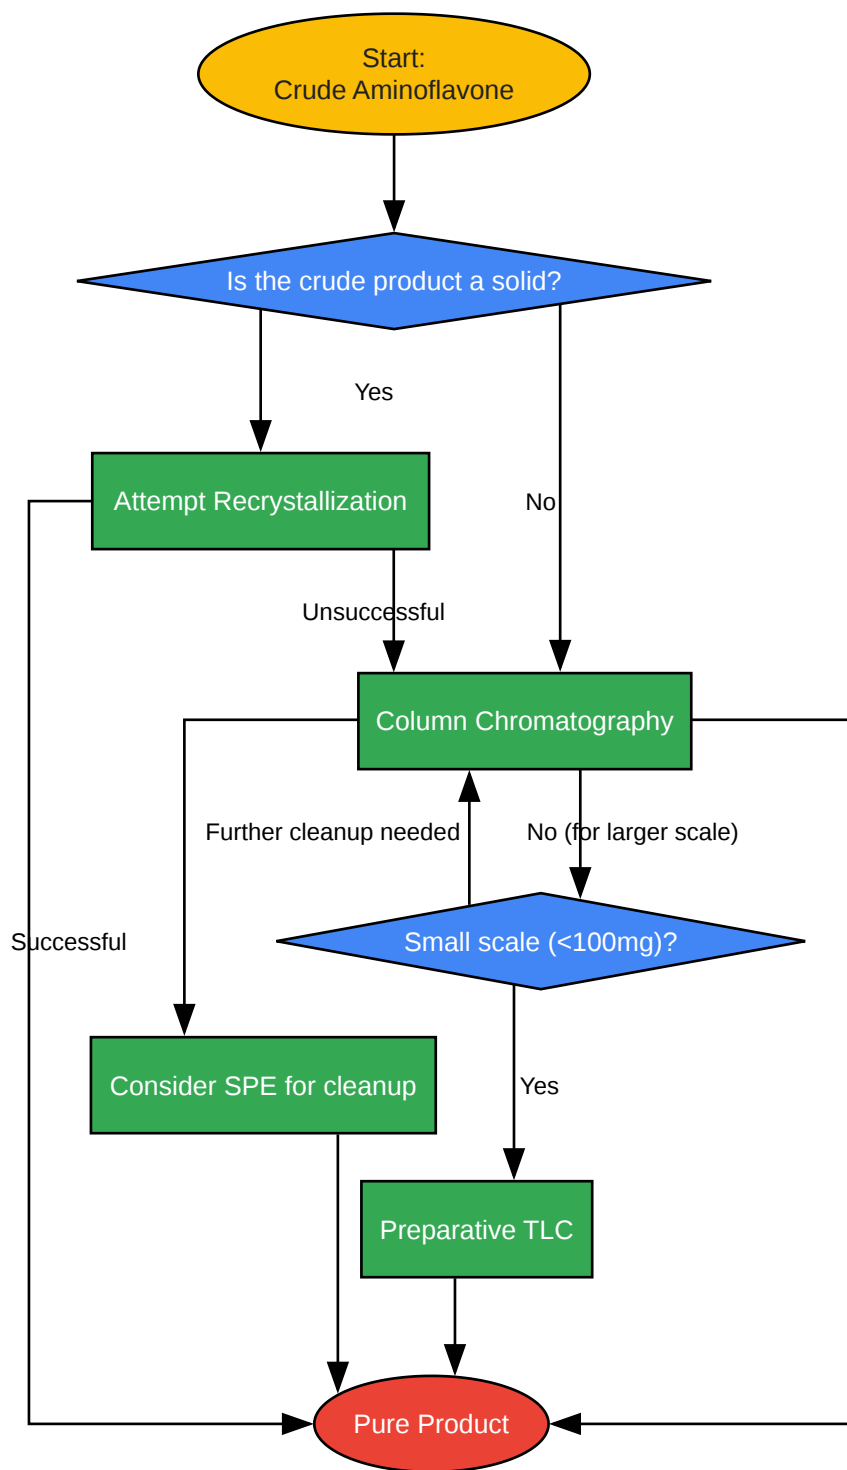 Start:
Crude Aminoflavone
Is the crude product a solid?
Yes
Attempt Recrystallization
No
Unsuccessful
Column Chromatography
Further cleanup needed
No (for larger scale)
Successful
Small scale (<100mg)?
Consider SPE for cleanup
Yes
Preparative TLC
Pure Product